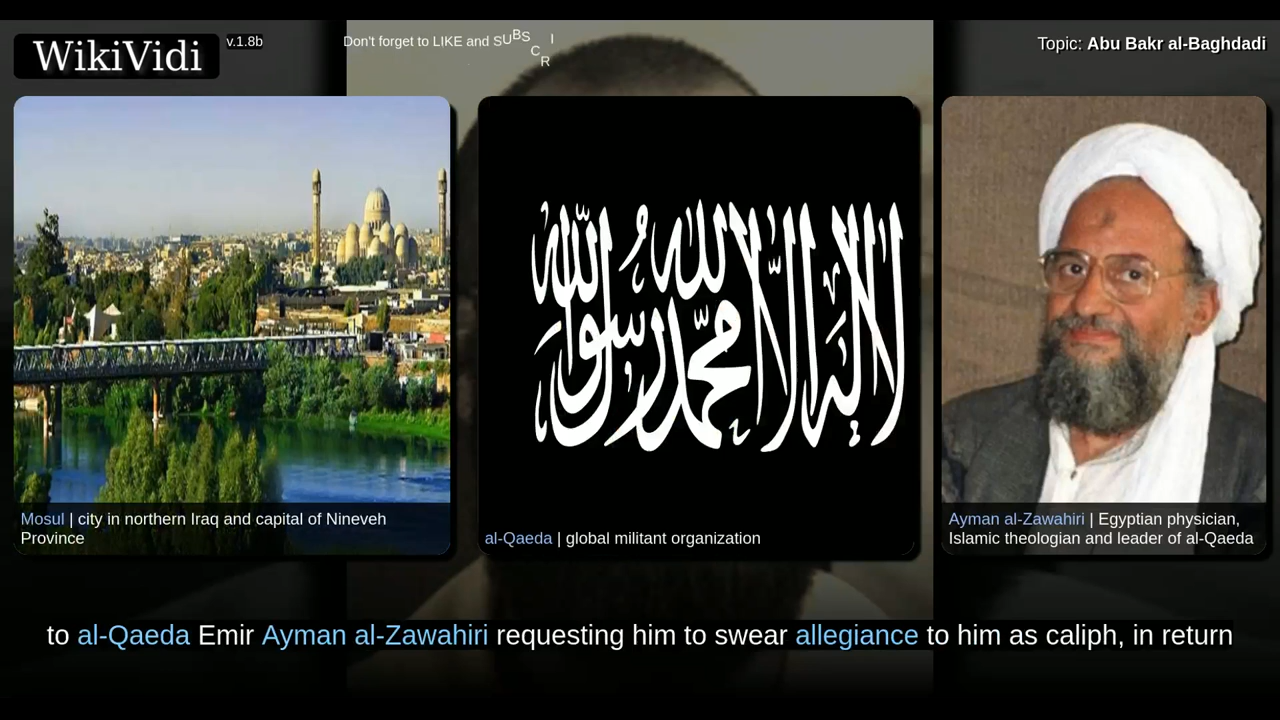 WikiVidi
v.1.8b
Don't forget to LIKE and SUBSCRI
Topic: Abu Bakr al-Baghdadi
لا إله إلا الله محمد رسول الله
Mosul | city in northern Iraq and capital of Nineveh
Province
al-Qaeda | global militant organization
Ayman al-Zawahiri | Egyptian physician,
Islamic theologian and leader of al-Qaeda
to al-Qaeda Emir Ayman al-Zawahiri requesting him to swear allegiance to him as caliph, in return